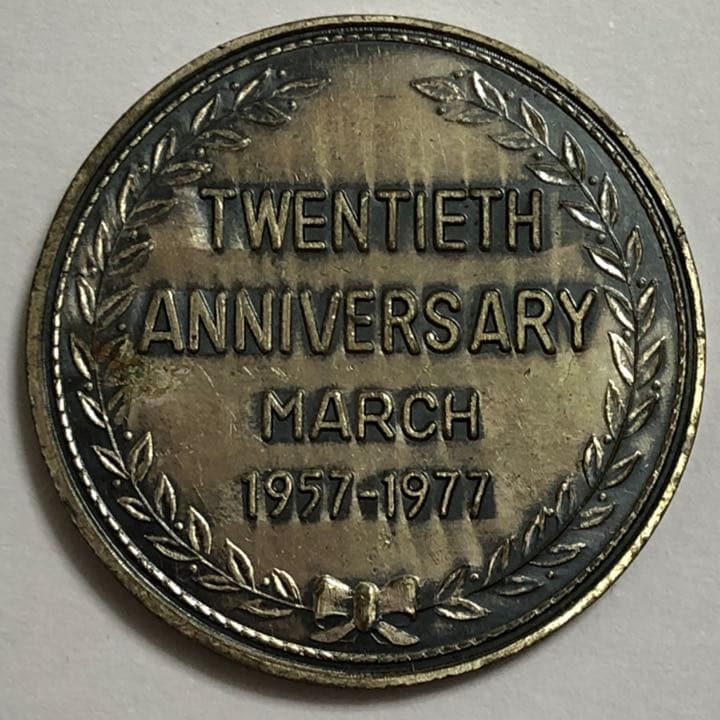 TWENTIETH
ANNIVERSARY
MARCH
1957-1977